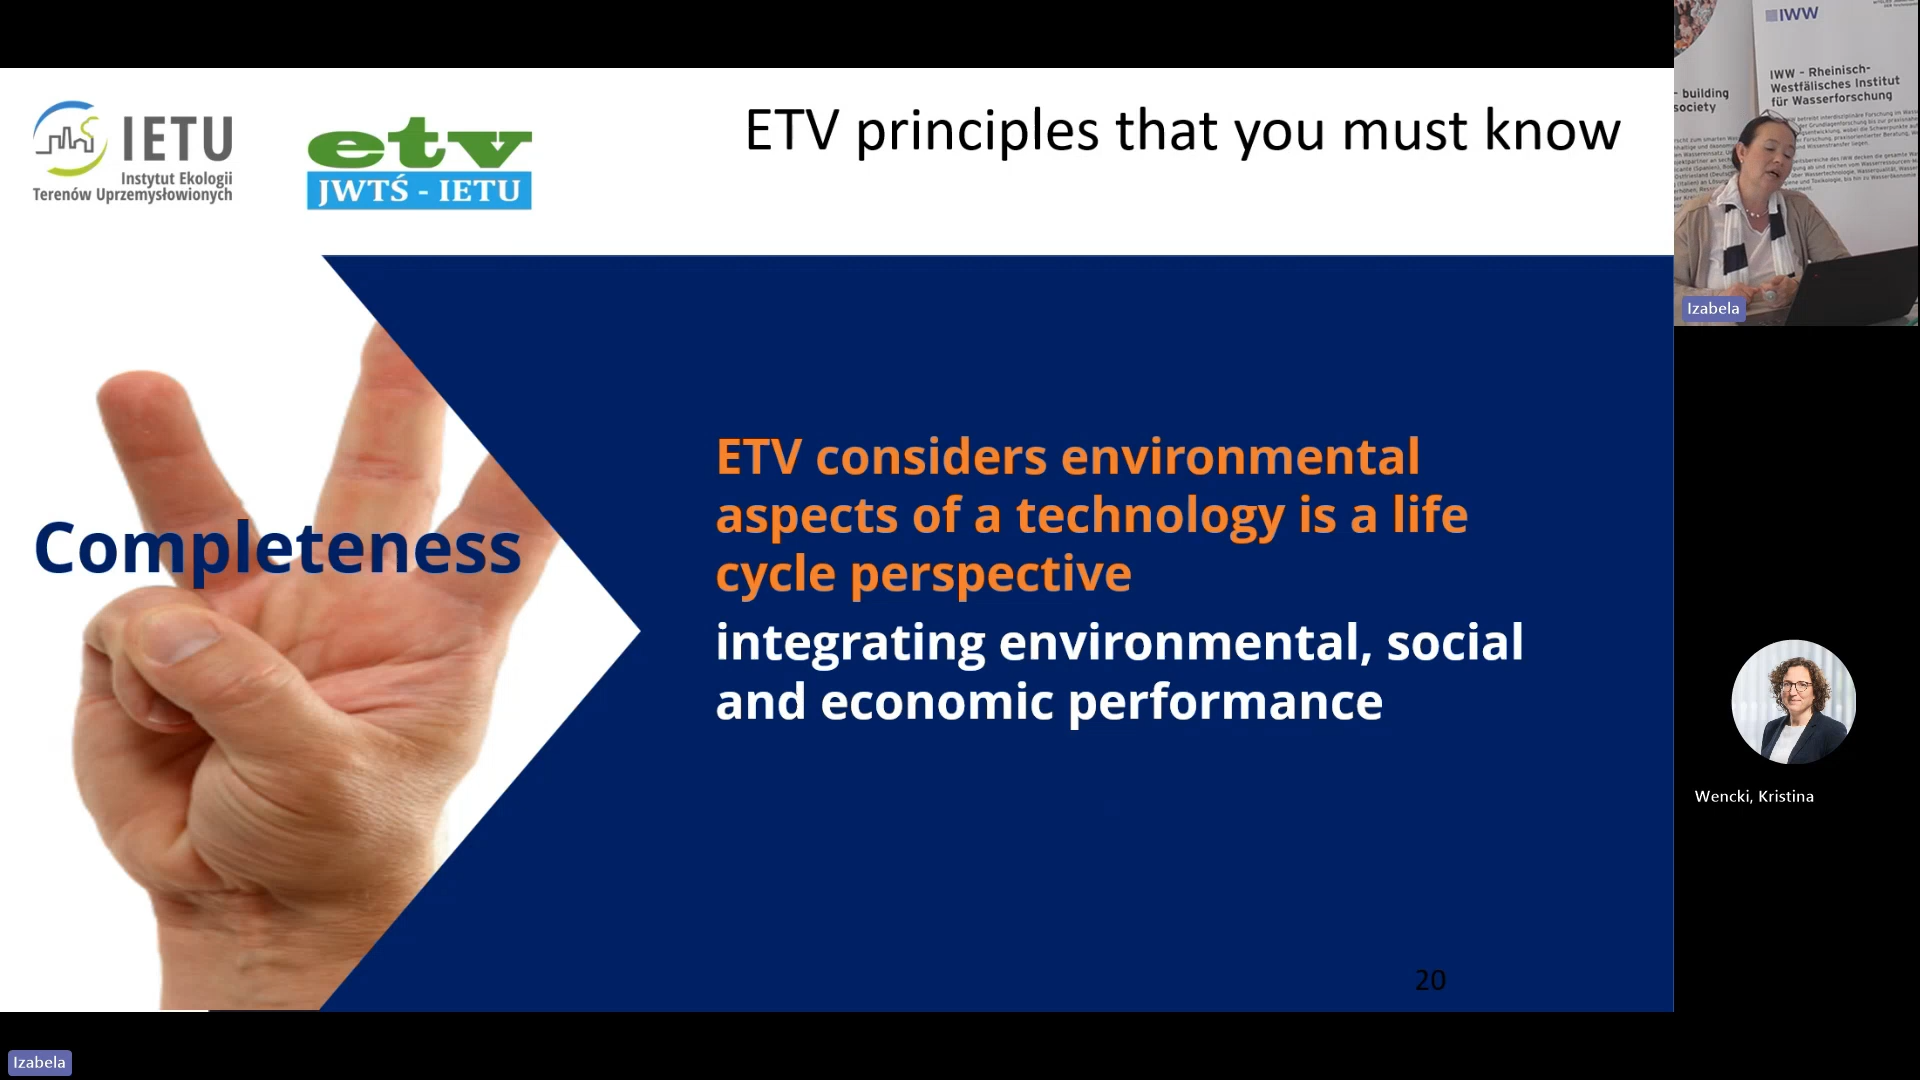 IETU
Instytut Ekologii
Terenów Uprzemysłowionych
etv
JWTŚ - IETU
ETV principles that you must know
Completeness
ETV considers environmental
aspects of a technology is a life
cycle perspective
integrating environmental, social
and economic performance
20
Izabela
IWW
building
society
IWW - Rheinisch-
Westfälisches Institut
für Wasserforschung
Izabela
Wencki, Kristina